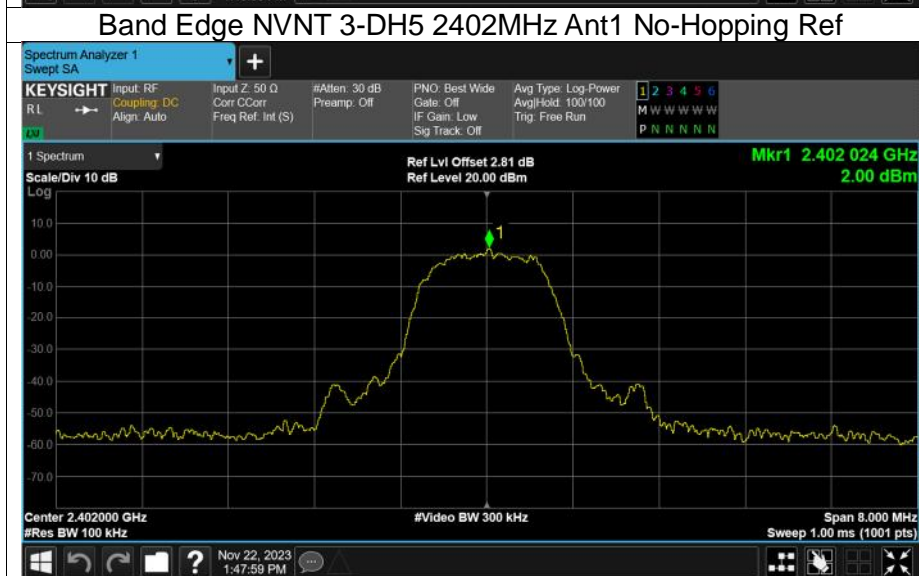 Band Edge NVNT 3-DH5 2402MHz Ant1 No-Hopping Ref
Spectrum Analyzer 1
Swept SA
+
KEYSIGHT Input: RF Input Z: 50 Ω #Atten: 30 dB PNO: Best Wide Avg Type: Log-Power 1 2 3 4 5 6
R L Coupling: DC Corr CCorr Preamp: Off Gate: Off Avg|Hold: 100/100 M W W W W W
Align: Auto Freq Ref: Int (S) IF Gain: Low Trig: Free Run
Sig Track: Off P N N N N N
1 Spectrum Ref Lvl Offset 2.81 dB Mkr1 2.402 024 GHz
Scale/Div 10 dB Ref Level 20.00 dBm 2.00 dBm
Log
10.0
1
0.00
-10.0
-20.0
-30.0
-40.0
-50.0
-60.0
-70.0
Center 2.402000 GHz #Video BW 300 kHz Span 8.000 MHz
#Res BW 100 kHz Sweep 1.00 ms (1001 pts)
? Nov 22, 2023
1:47:59 PM